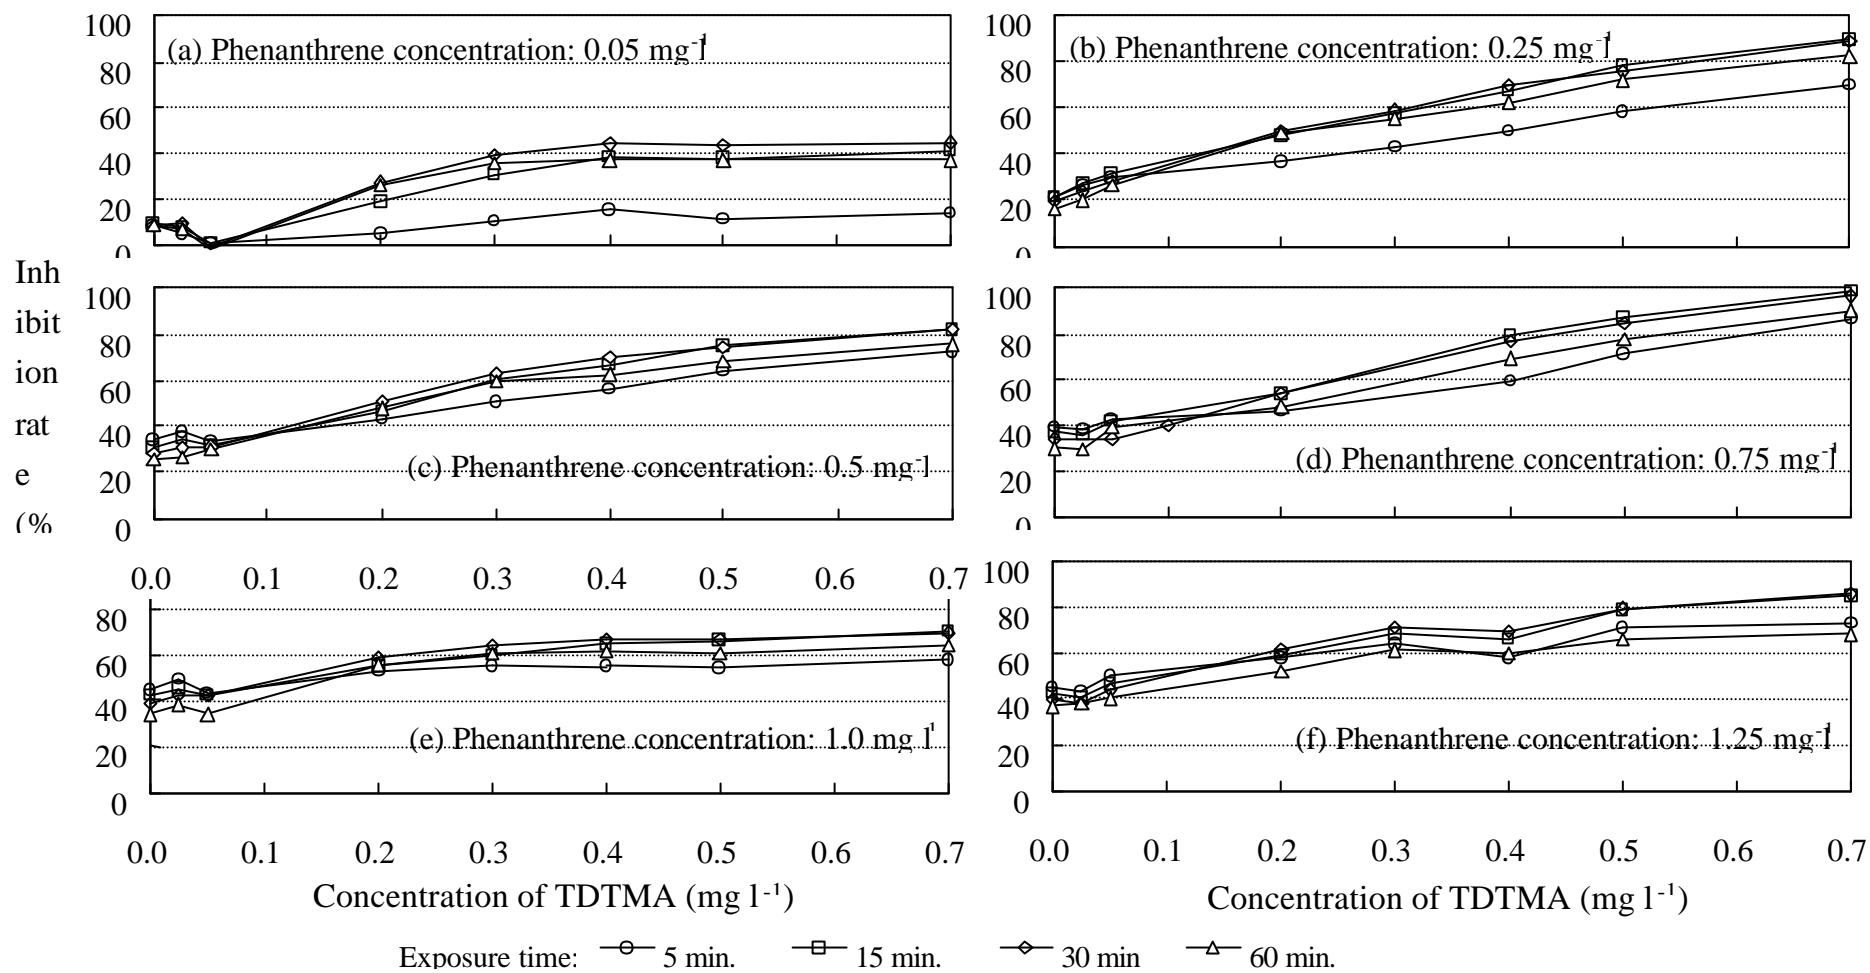 (a) Phenanthrene concentration: 0.05 mg-l
100
80
60
40
20
0
(b) Phenanthrene concentration: 0.25 mg-l
100
80
60
40
20
0
Inh
ibit
ion
rat
e
(%
100
80
60
40
20
0
(c) Phenanthrene concentration: 0.5 mg-l
0.0 0.1 0.2 0.3 0.4 0.5 0.6 0.7
100
80
60
40
20
0
(d) Phenanthrene concentration: 0.75 mg-l
80
60
40
20
0
(e) Phenanthrene concentration: 1.0 mg l¹
0.0 0.1 0.2 0.3 0.4 0.5 0.6 0.7
Concentration of TDTMA (mg l⁻¹)
100
80
60
40
20
0
(f) Phenanthrene concentration: 1.25 mg-l
0.0 0.1 0.2 0.3 0.4 0.5 0.6 0.7
Concentration of TDTMA (mg l⁻¹)
Exposure time: 5 min. 15 min. 30 min 60 min.